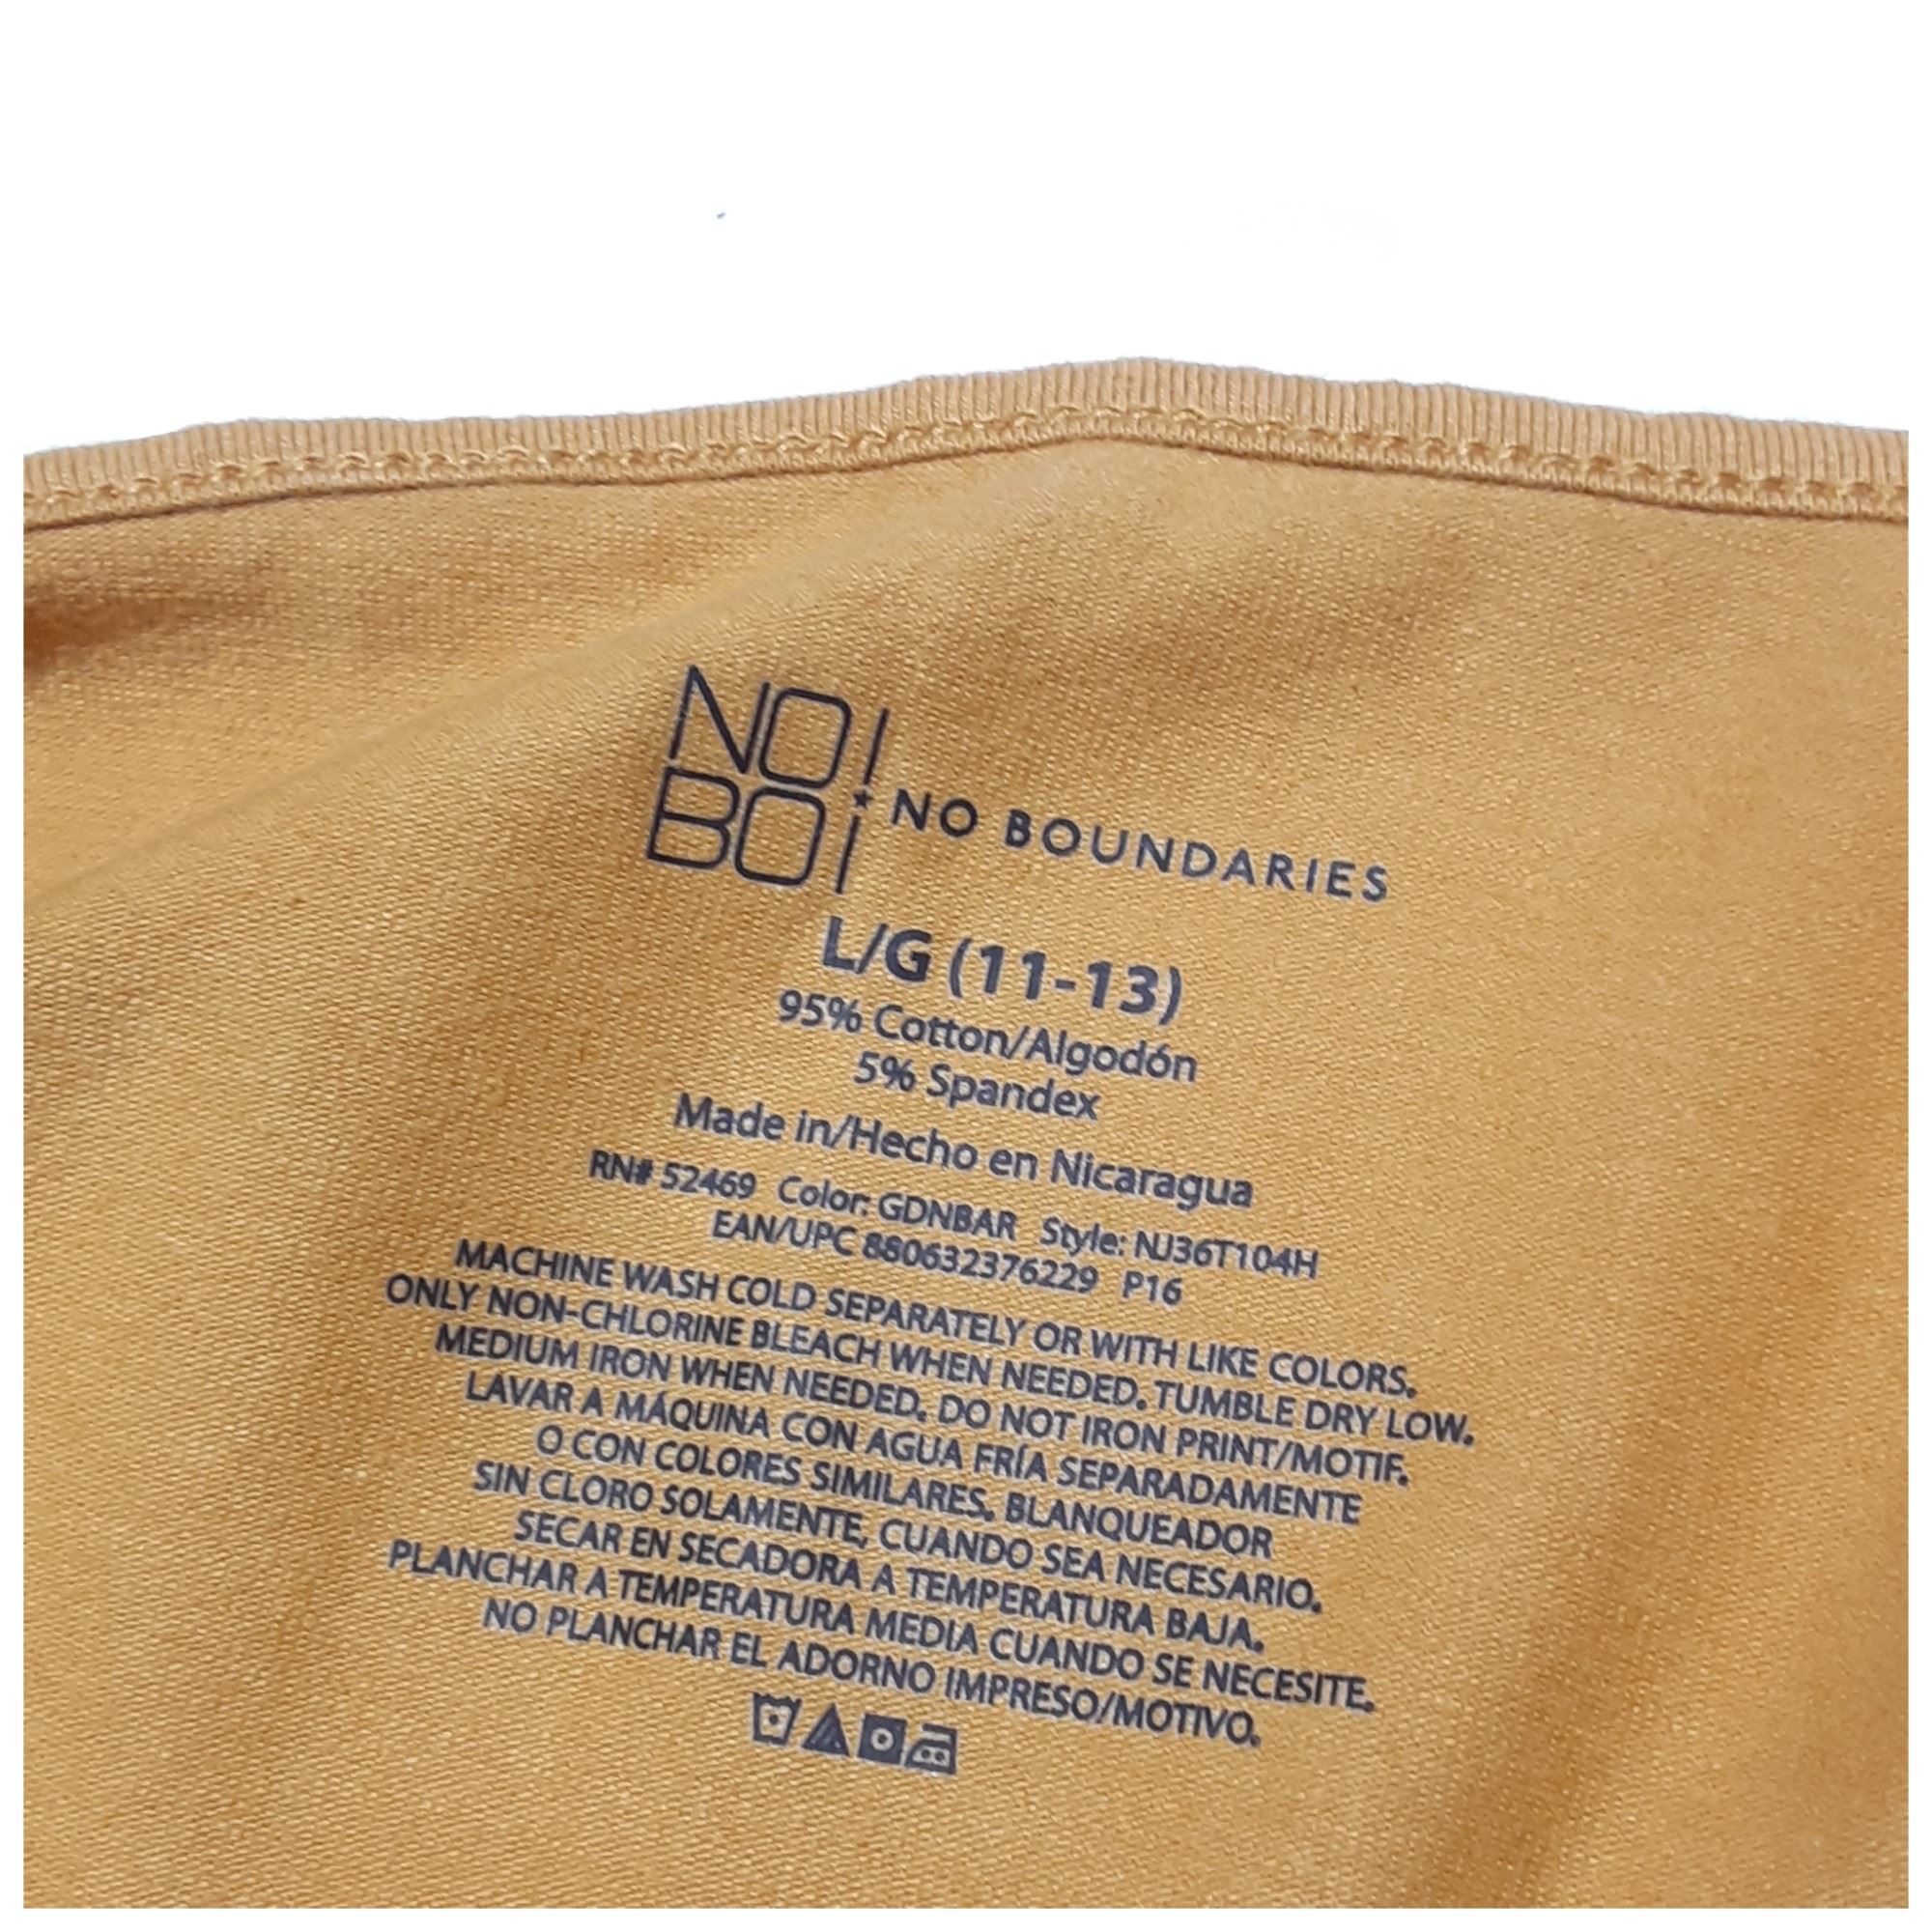 NO!
BO!
NO BOUNDARIES
L/G (11-13)
95% Cotton/Algodón
5% Spandex
Made in/Hecho en Nicaragua
RN# 52469 Color: GDNBAR Style: NJ36T104H
EAN/UPC 880632376229 P16
MACHINE WASH COLD SEPARATELY OR WITH LIKE COLORS.
ONLY NON-CHLORINE BLEACH WHEN NEEDED. TUMBLE DRY LOW.
MEDIUM IRON WHEN NEEDED. DO NOT IRON PRINT/MOTIF.
LAVAR A MÁQUINA CON AGUA FRÍA SEPARADAMENTE
O CON COLORES SIMILARES. BLANQUEADOR
SIN CLORO SOLAMENTE, CUANDO SEA NECESARIO.
SECAR EN SECADORA A TEMPERATURA BAJA.
PLANCHAR A TEMPERATURA MEDIA CUANDO SE NECESITE.
NO PLANCHAR EL ADORNO IMPRESO/MOTIVO.